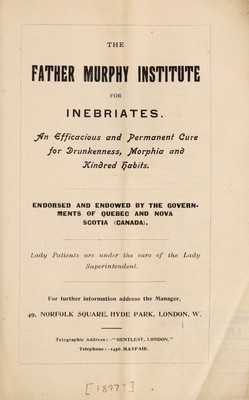 THE
FATHER MURPHY INSTITUTE
FOR
INEBRIATES.
An Efficacious and Permanent Cure
for Drunkenness, Morphia and
Kindred Habits.
ENDORSED AND ENDOWED BY THE GOVERN-
MENTS OF QUEBEC AND NOVA
SCOTIA (CANADA).
Lady Patients are under the care of the Lady
Superintendent.
For further information address the Manager,
49, NORFOLK SQUARE, HYDE PARK, LONDON, W.
Telegraphic Address:—"GENTLEST, LONDON,"
Telephone:—1496 MAYFAIR.
[1897?]